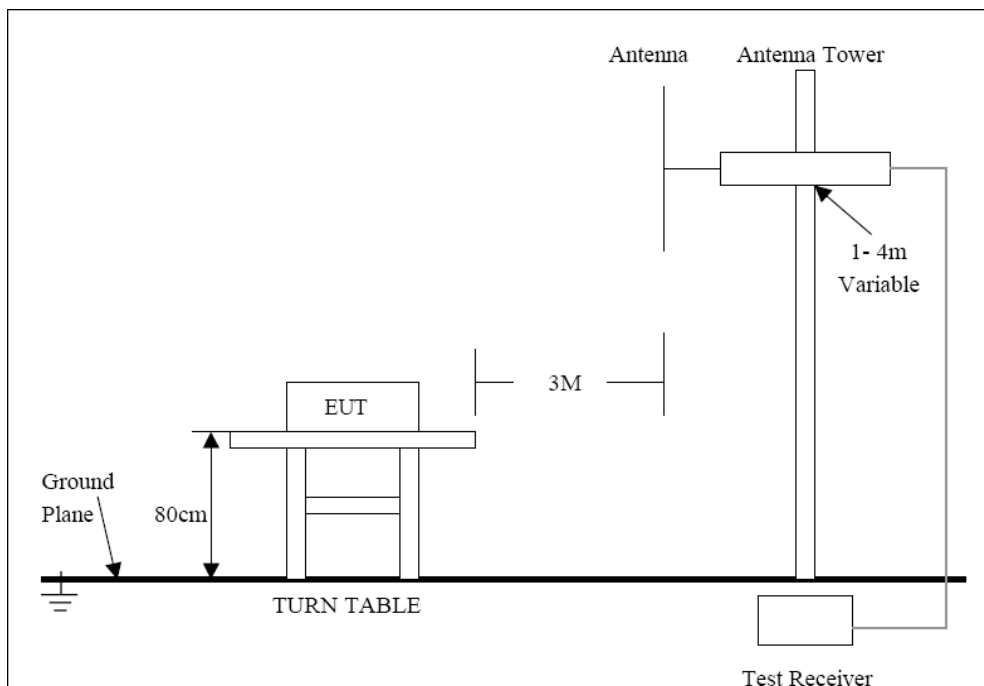 Antenna
Antenna Tower
1- 4m
Variable
3M
EUT
Ground
Plane
80cm
TURN TABLE
Test Receiver